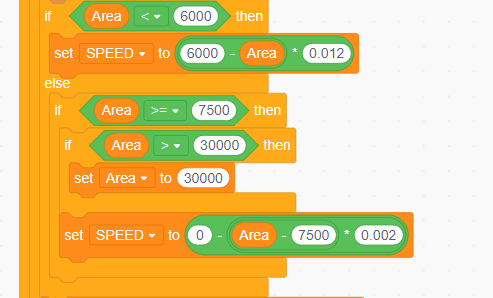 if Area < 6000 then
set SPEED to 6000 - Area * 0.012
else
if Area >= 7500 then
if Area > 30000 then
set Area to 30000
set SPEED to 0 - Area - 7500 * 0.002